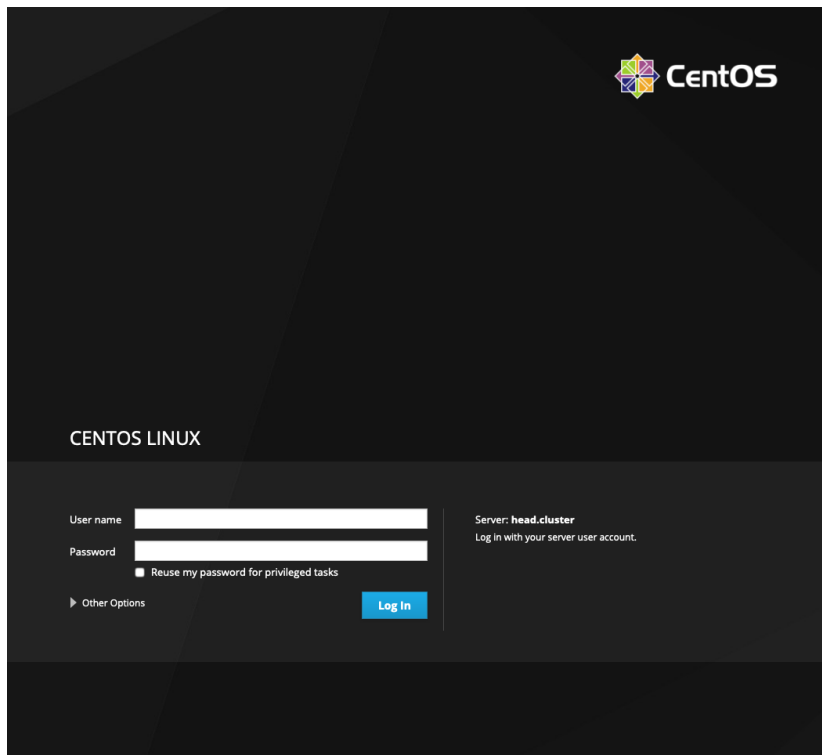 CentOS
CENTOS LINUX
User name
Server: head.cluster
Log in with your server user account.
Password
Reuse my password for privileged tasks
Other Options
Log In